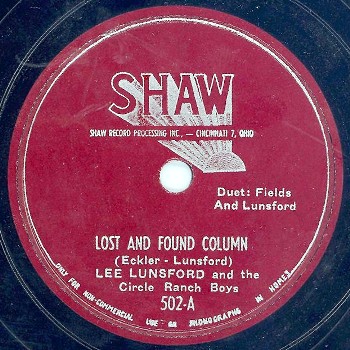 SHAW
SHAW RECORD PROCESSING INC., — CINCINNATI 7, OHIO
Duet: Fields
And Lunsford
LOST AND FOUND COLUMN
(Eckler - Lunsford)
LEE LUNSFORD and the
Circle Ranch Boys
502-A
ONLY FOR NON-COMMERCIAL USE ON PHONOGRAPHS IN HOMES